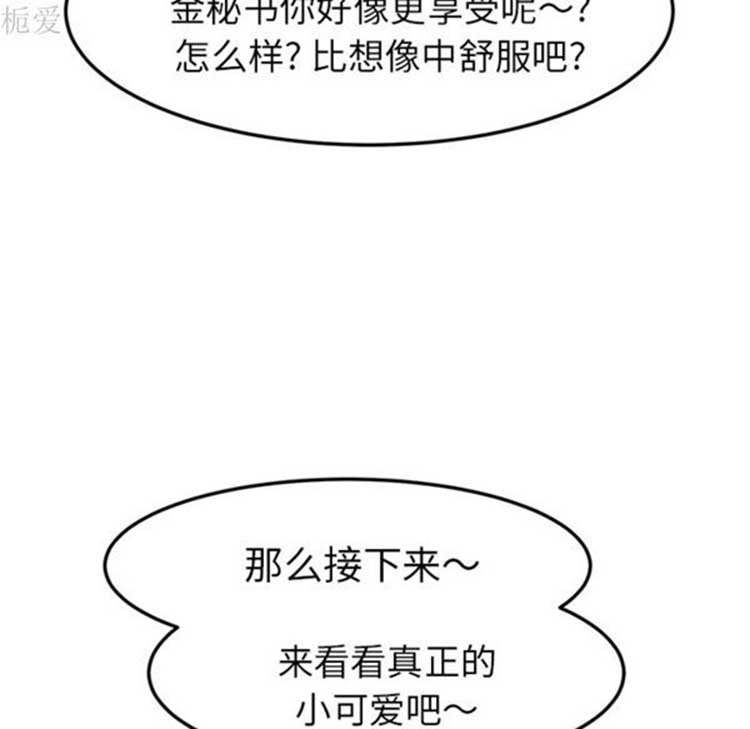 栀爱
金秘书你好像更享受呢～?
怎么样? 比想像中舒服吧?
那么接下来～
来看看真正的
小可爱吧～